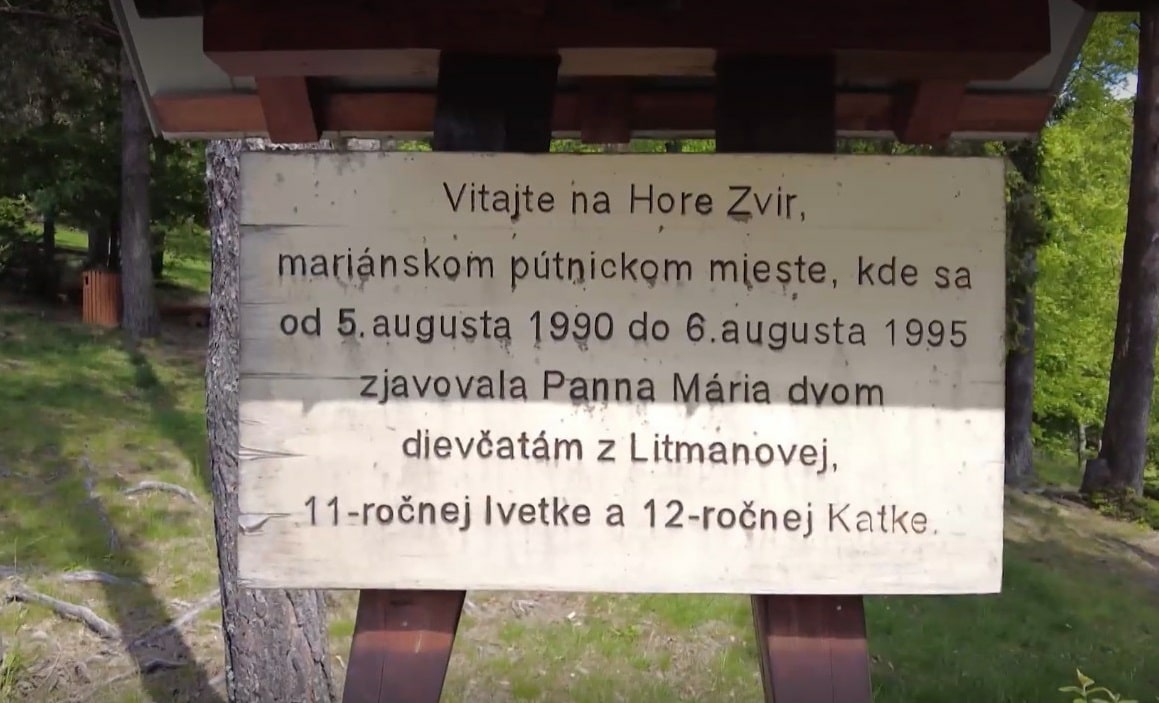 Vitajte na Hore Zvir,
mariánskom pútnickom mieste, kde sa
od 5. augusta 1990 do 6. augusta 1995
zjavovala Panna Mária dvom
dievčatám z Litmanovej,
11-ročnej Ivetke a 12-ročnej Katke.